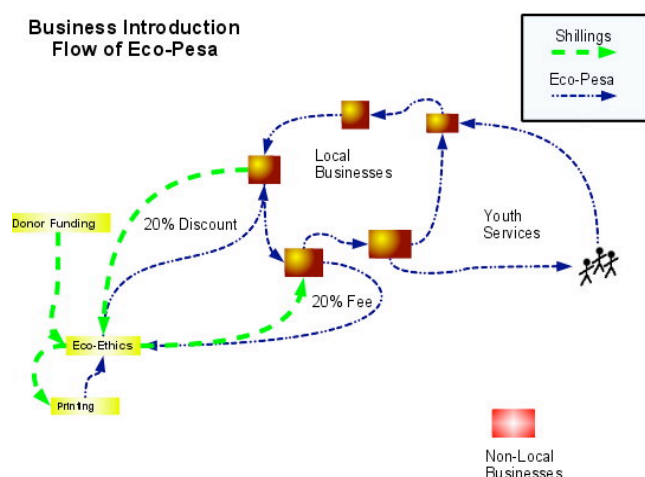 Business Introduction
Flow of Eco-Pesa
Shillings
Eco-Pesa
Local
Businesses
Donor Funding
20% Discount
Youth
Services
20% Fee
Eco-Ethics
Printing
Non-Local
Businesses